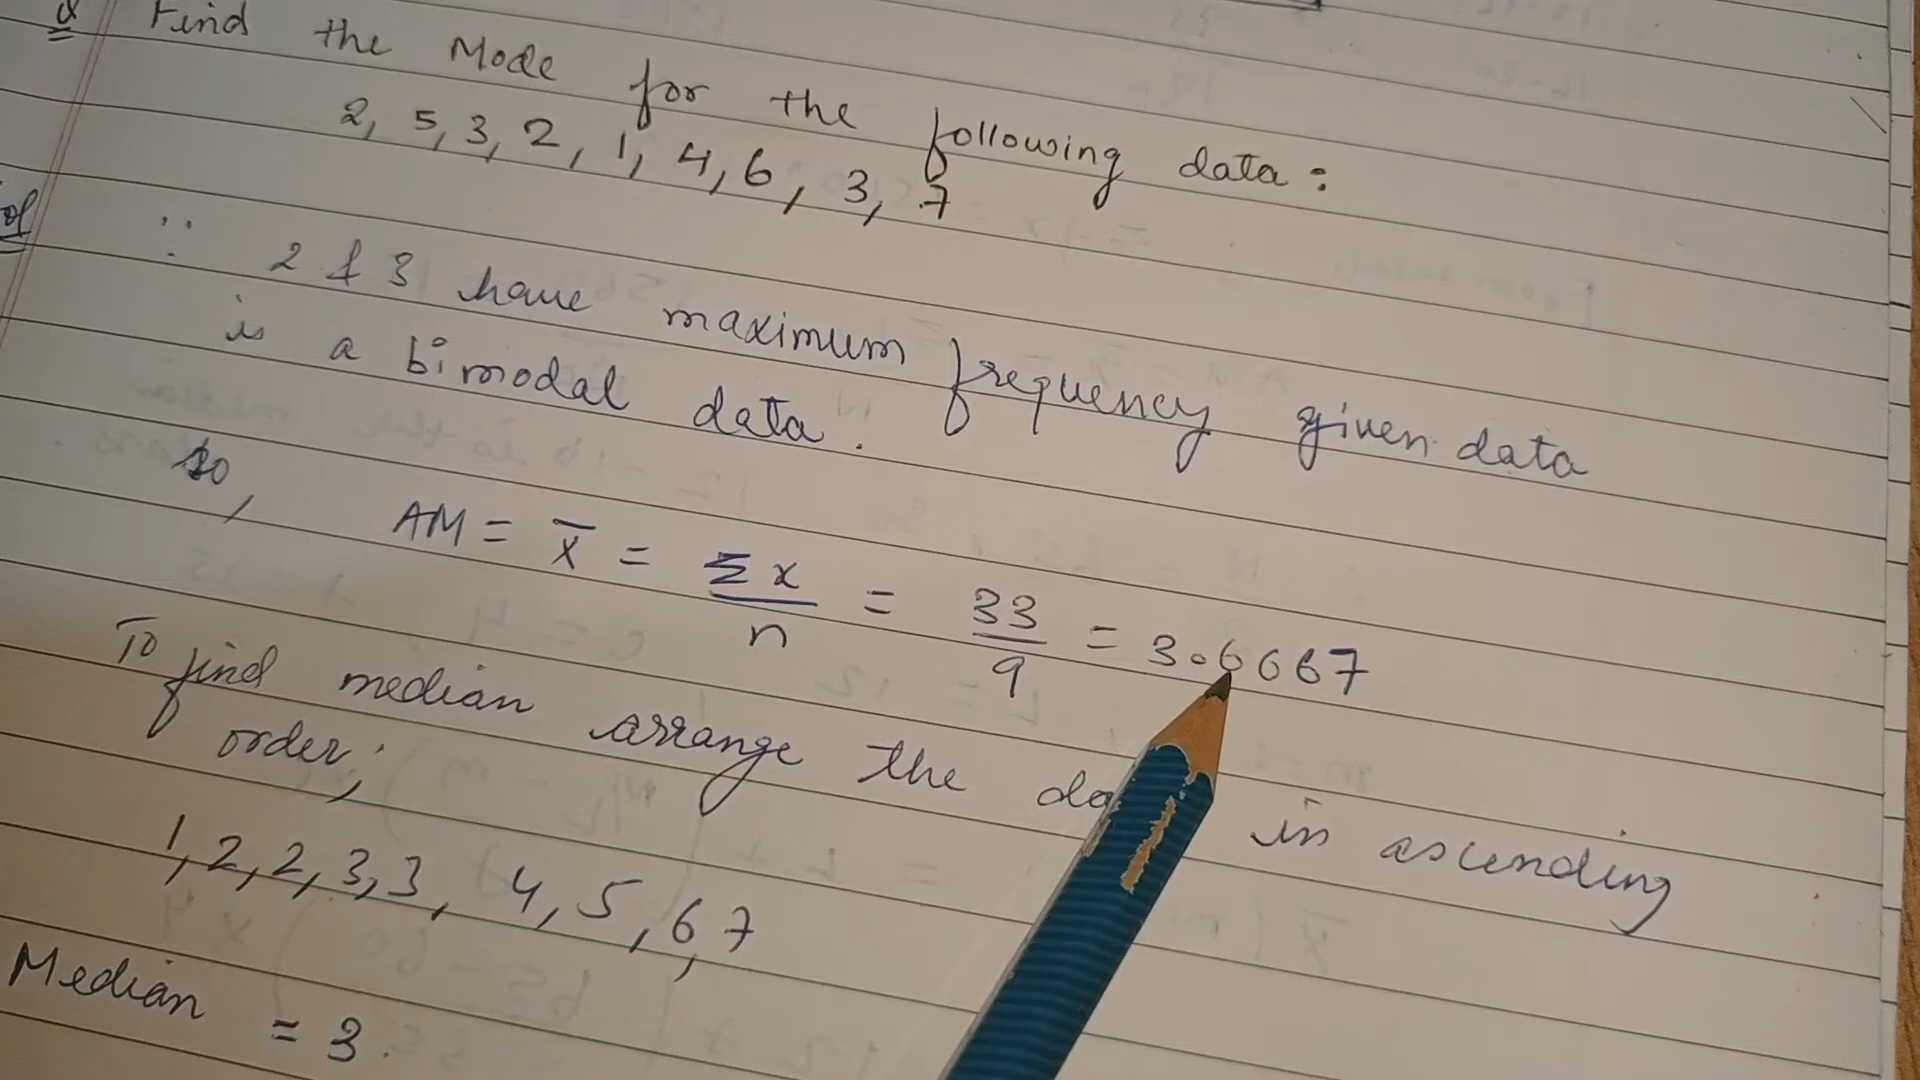 Q Find the Mode for the following data:
2, 5, 3, 2, 1, 4, 6, 3, 7
∵ 2 & 3 have maximum frequency given data
is a bimodal data.
So,
AM = x̄ = Σx/n = 33/9 = 3.6667
To find median arrange the in ascending
order;
1, 2, 2, 3, 3, 4, 5, 6, 7
Median = 3.